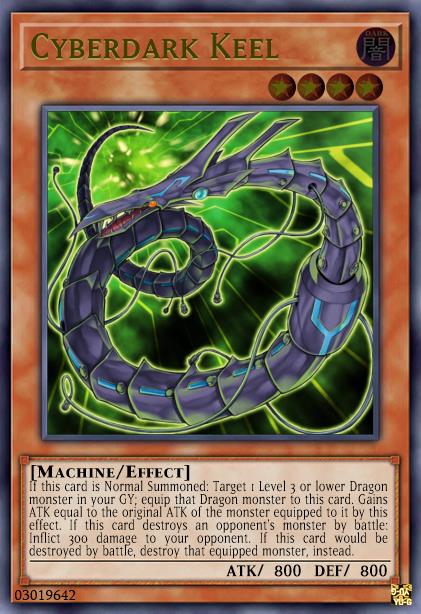 CYBERDARK KEEL
DARK
闇
[MACHINE/EFFECT]
If this card is Normal Summoned: Target 1 Level 3 or lower Dragon
monster in your GY; equip that Dragon monster to this card. Gains
ATK equal to the original ATK of the monster equipped to it by this
effect. If this card destroys an opponent's monster by battle:
Inflict 300 damage to your opponent. If this card would be
destroyed by battle, destroy that equipped monster, instead.
ATK/ 800 DEF/ 800
03019642